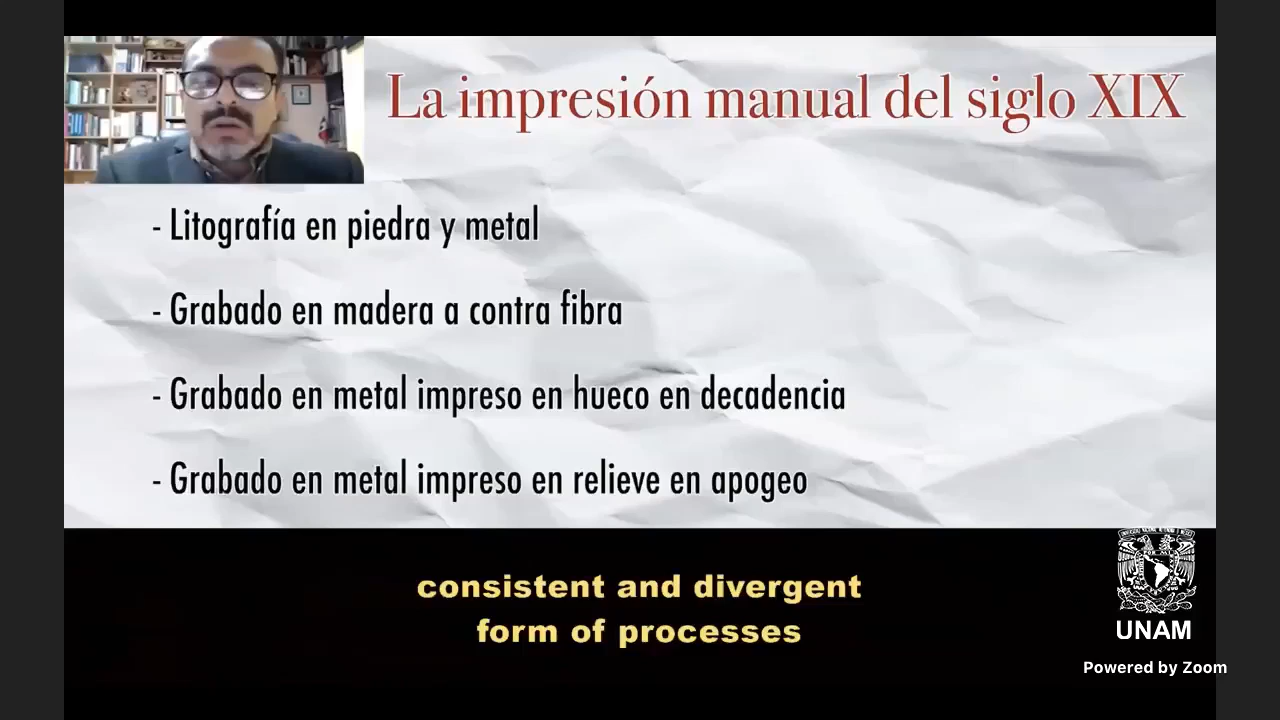 La impresión manual del siglo XIX
- Litografía en piedra y metal
- Grabado en madera a contra fibra
- Grabado en metal impreso en hueco en decadencia
- Grabado en metal impreso en relieve en apogeo
consistent and divergent
form of processes
UNAM
Powered by Zoom